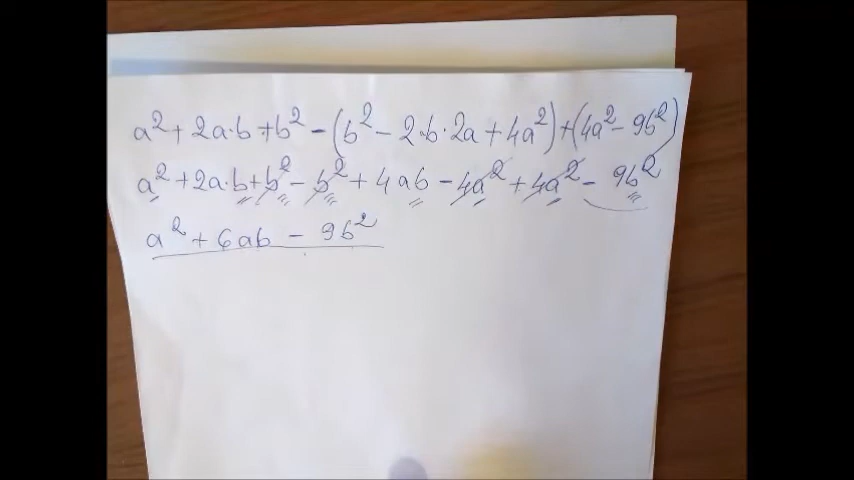 a² + 2a·b + b² - (b² - 2·b·2a + 4a²) + (4a² - 9b²)
a² + 2a·b + b² - b² + 4ab - 4a² + 4a² - 9b²
a² + 6ab - 9b²